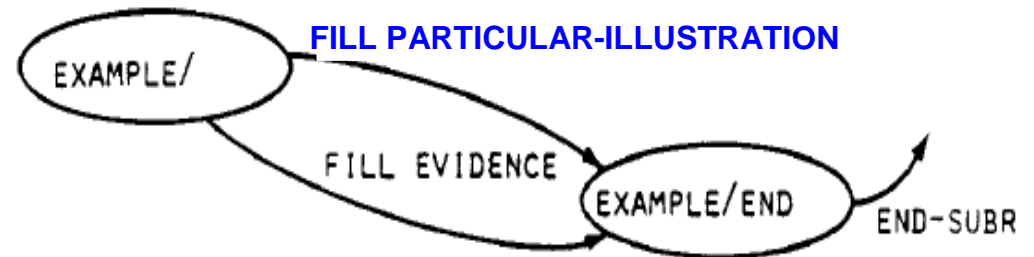 FILL PARTICULAR-ILLUSTRATION
EXAMPLE/
FILL EVIDENCE
EXAMPLE/END
END-SUBR